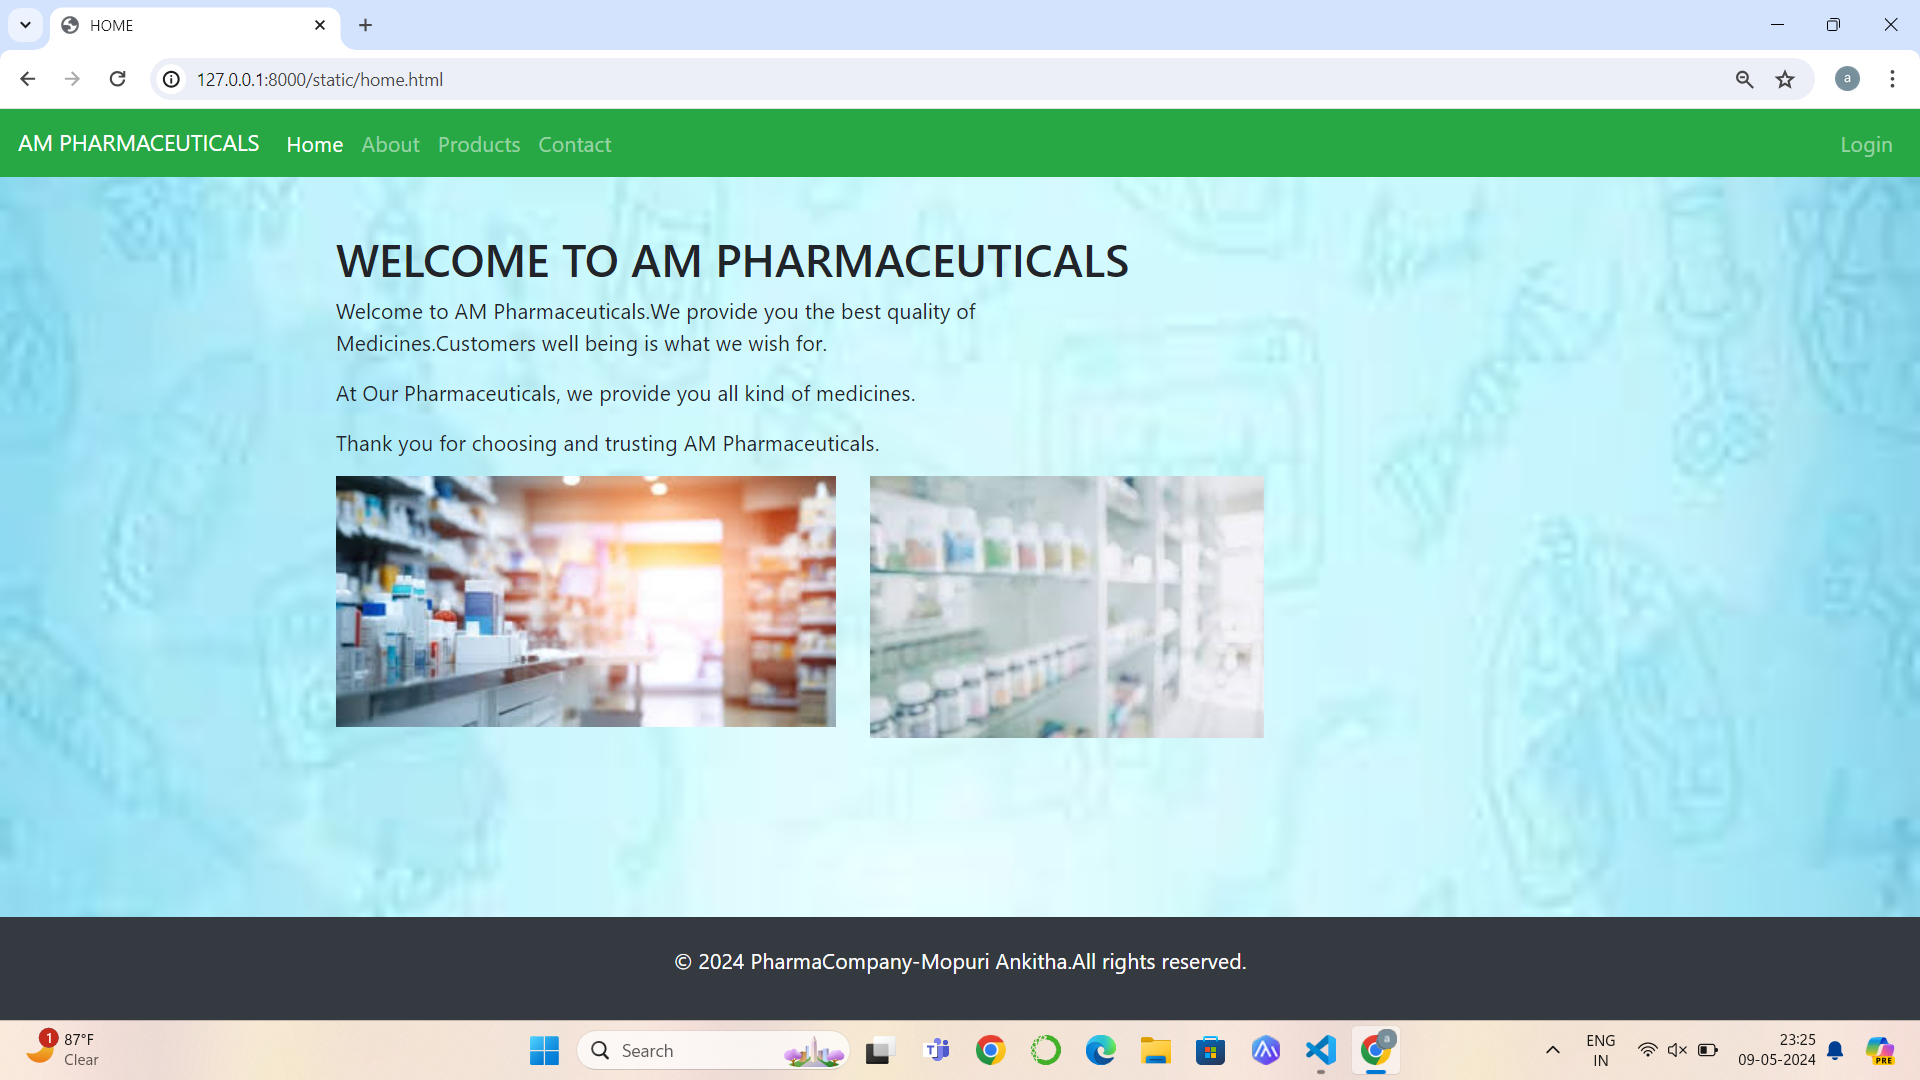 HOME
127.0.0.1:8000/static/home.html
a
AM PHARMACEUTICALS Home About Products Contact Login
WELCOME TO AM PHARMACEUTICALS
Welcome to AM Pharmaceuticals.We provide you the best quality of
Medicines.Customers well being is what we wish for.
At Our Pharmaceuticals, we provide you all kind of medicines.
Thank you for choosing and trusting AM Pharmaceuticals.
© 2024 PharmaCompany-Mopuri Ankitha.All rights reserved.
1
87°F
Clear
Search
a
ENG
IN
23:25
09-05-2024
PRE